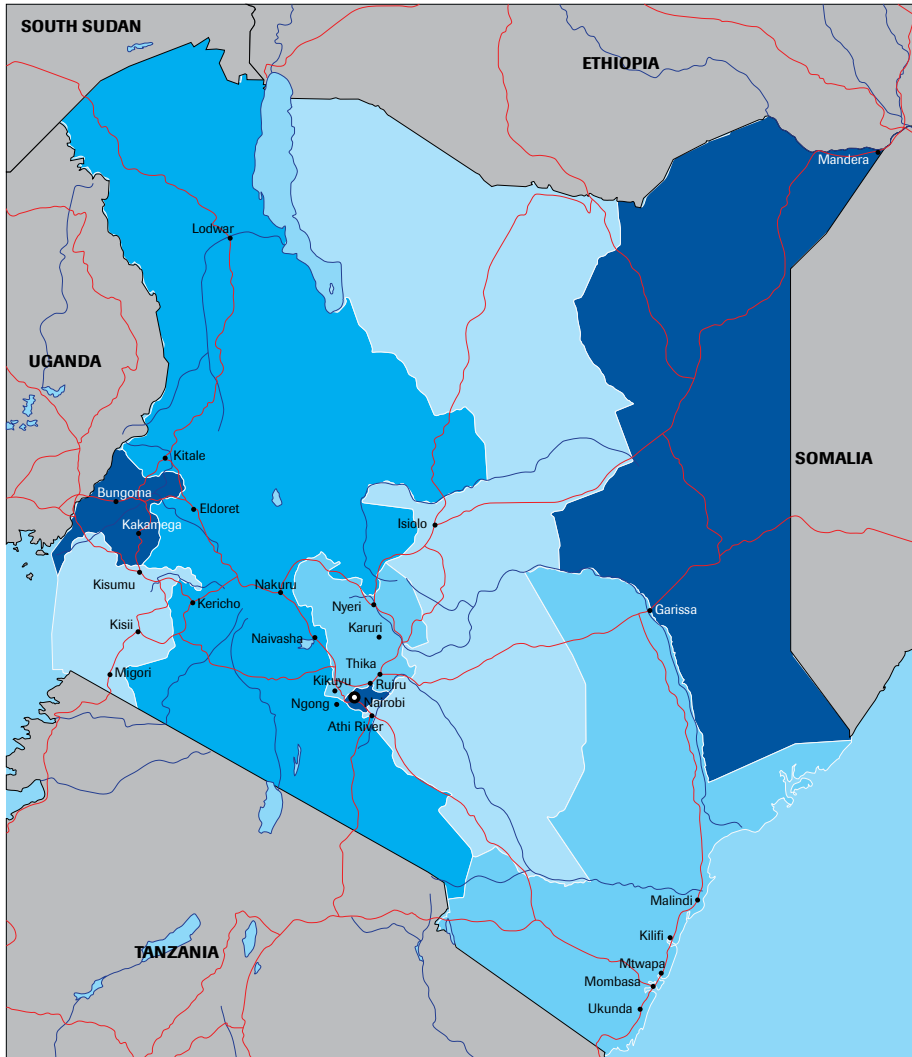 SOUTH SUDAN
ETHIOPIA
Mandera
Lodwar
UGANDA
Kitale
SOMALIA
Bungoma
Eldoret
Kakamega
Isiolo
Kisumu
Nakuru
Kericho
Nyeri
Garissa
Kisii
Naivasha
Karuri
Thika
Migori
Kikuyu
Ruiru
Ngong
Nairobi
Athi River
Malindi
Kilifi
TANZANIA
Mtwapa
Mombasa
Ukunda